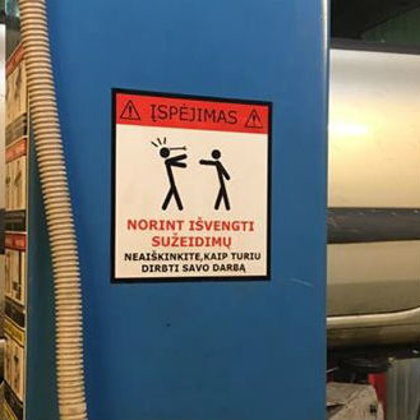 ĮSPĖJIMAS
NORINT IŠVENGTI
SUŽEIDIMŲ
NEAIŠKINKITE,KAIP TURIU
DIRBTI SAVO DARBĄ